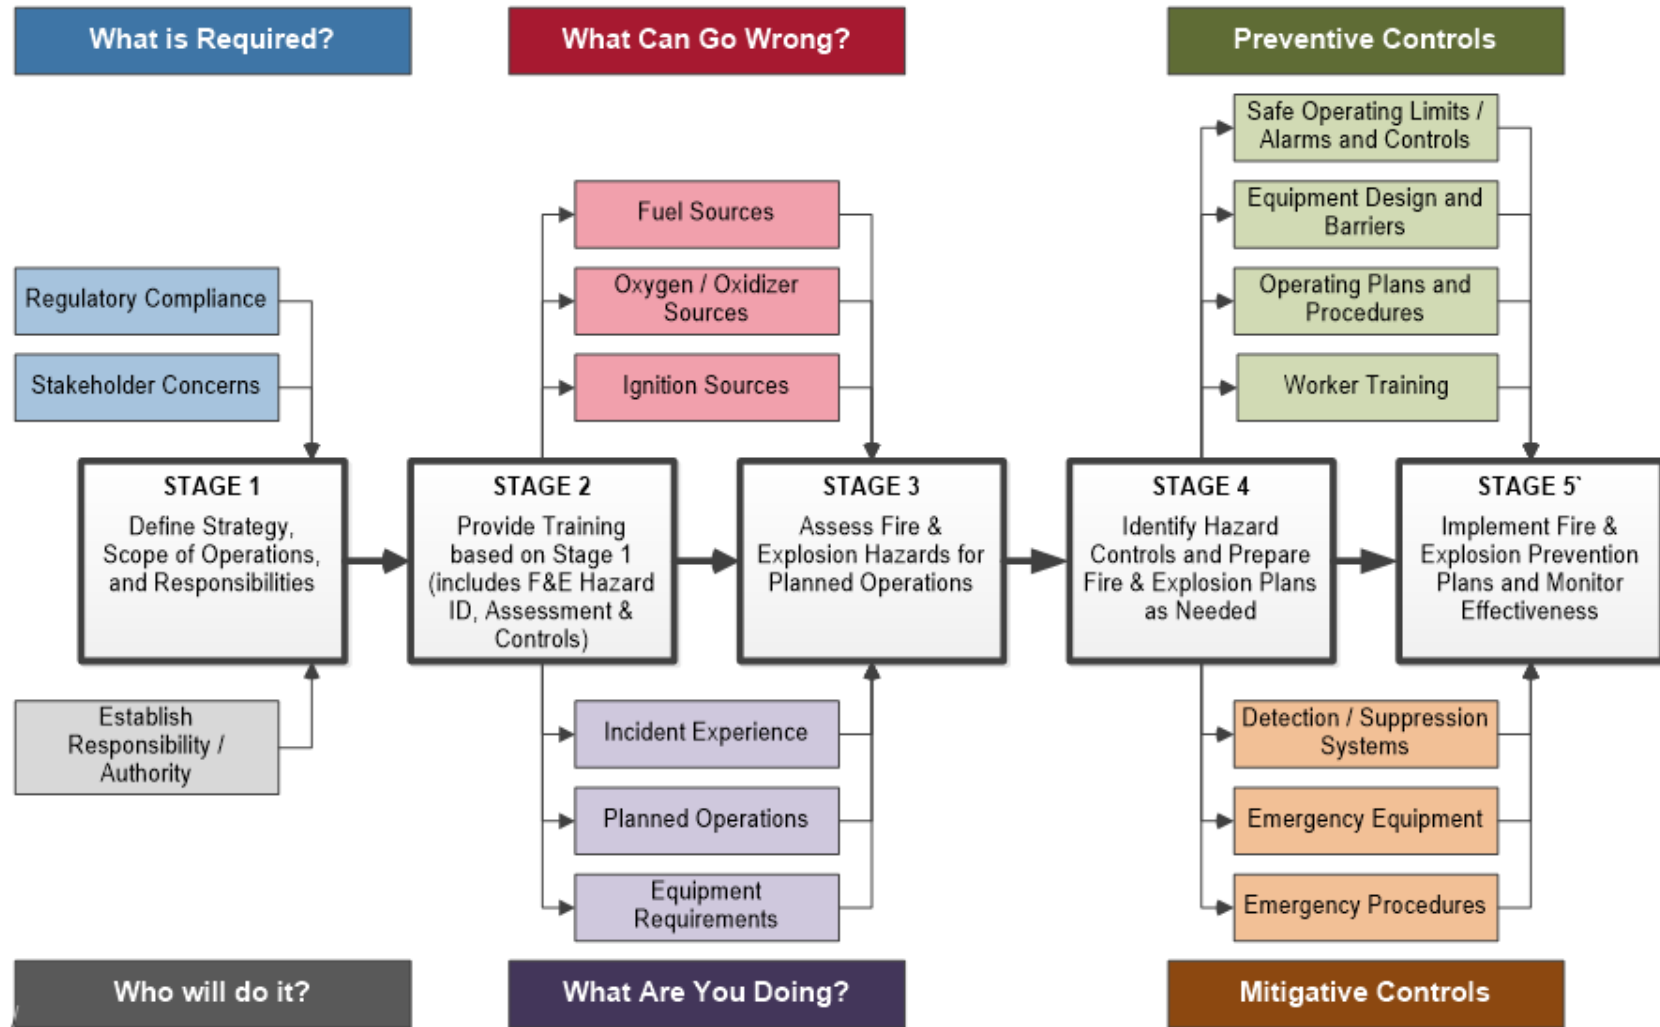 What is Required?
What Can Go Wrong?
Preventive Controls
Safe Operating Limits /
Alarms and Controls
Fuel Sources
Equipment Design and
Barriers
Regulatory Compliance
Oxygen / Oxidizer
Sources
Operating Plans and
Procedures
Stakeholder Concerns
Ignition Sources
Worker Training
STAGE 1
Define Strategy,
Scope of Operations,
and Responsibilities
STAGE 2
Provide Training
based on Stage 1
(includes F&E Hazard
ID, Assessment &
Controls)
STAGE 3
Assess Fire &
Explosion Hazards for
Planned Operations
STAGE 4
Identify Hazard
Controls and Prepare
Fire & Explosion Plans
as Needed
STAGE 5`
Implement Fire &
Explosion Prevention
Plans and Monitor
Effectiveness
Establish
Responsibility /
Authority
Incident Experience
Detection / Suppression
Systems
Planned Operations
Emergency Equipment
Equipment
Requirements
Emergency Procedures
Who will do it?
What Are You Doing?
Mitigative Controls